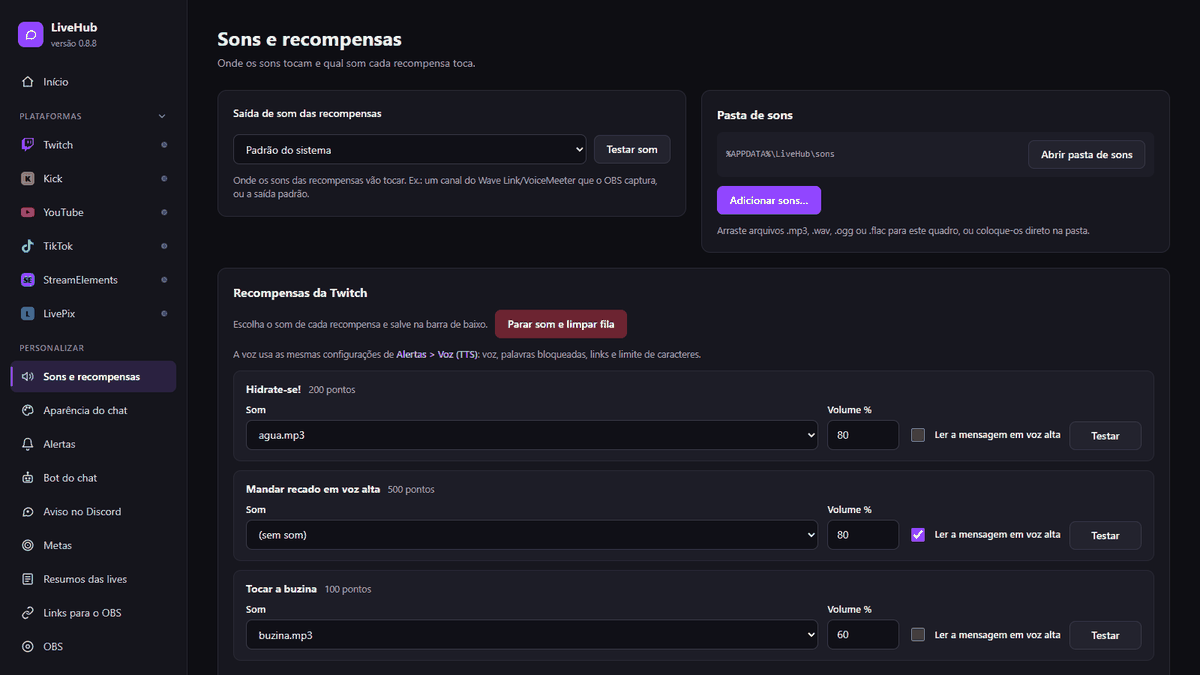 LiveHub
versão 0.8.8
Início
PLATAFORMAS
Twitch
Kick
YouTube
TikTok
StreamElements
LivePix
PERSONALIZAR
Sons e recompensas
Aparência do chat
Alertas
Bot do chat
Aviso no Discord
Metas
Resumos das lives
Links para o OBS
OBS
Sons e recompensas
Onde os sons tocam e qual som cada recompensa toca.
Saída de som das recompensas
Padrão do sistema
Testar som
Onde os sons das recompensas vão tocar. Ex.: um canal do Wave Link/VoiceMeeter que o OBS captura,
ou a saída padrão.
Pasta de sons
%APPDATA%\LiveHub\sons
Abrir pasta de sons
Adicionar sons...
Arraste arquivos .mp3, .wav, .ogg ou .flac para este quadro, ou coloque-os direto na pasta.
Recompensas da Twitch
Escolha o som de cada recompensa e salve na barra de baixo.
Parar som e limpar fila
A voz usa as mesmas configurações de Alertas > Voz (TTS): voz, palavras bloqueadas, links e limite de caracteres.
Hidrate-se! 200 pontos
Som
Volume %
agua.mp3
80
Ler a mensagem em voz alta
Testar
Mandar recado em voz alta 500 pontos
Som
Volume %
(sem som)
80
Ler a mensagem em voz alta
Testar
Tocar a buzina 100 pontos
Som
Volume %
buzina.mp3
60
Ler a mensagem em voz alta
Testar